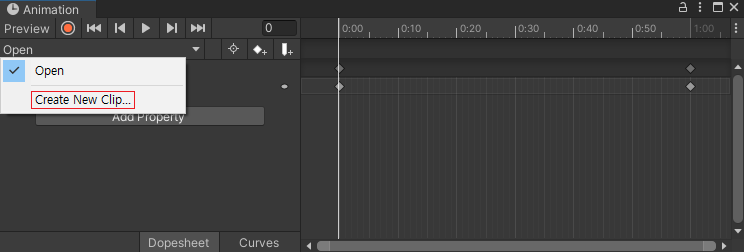 Animation
Preview
0
0:00
0:10
0:20
0:30
0:40
0:50
1:00
Open
Open
Create New Clip...
Add Property
Dopesheet
Curves